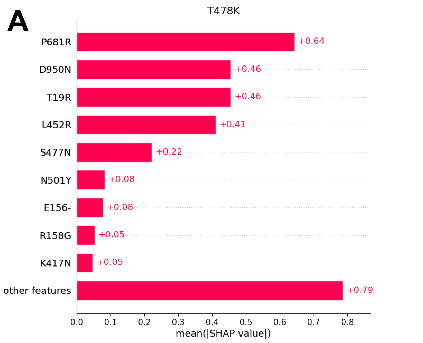 A
T478K
P681R +0.64
D950N +0.46
T19R +0.46
L452R +0.41
S477N +0.22
N501Y +0.08
E156- +0.08
R158G +0.05
K417N +0.05
other features +0.79
0.0 0.1 0.2 0.3 0.4 0.5 0.6 0.7 0.8
mean(|SHAP value|)